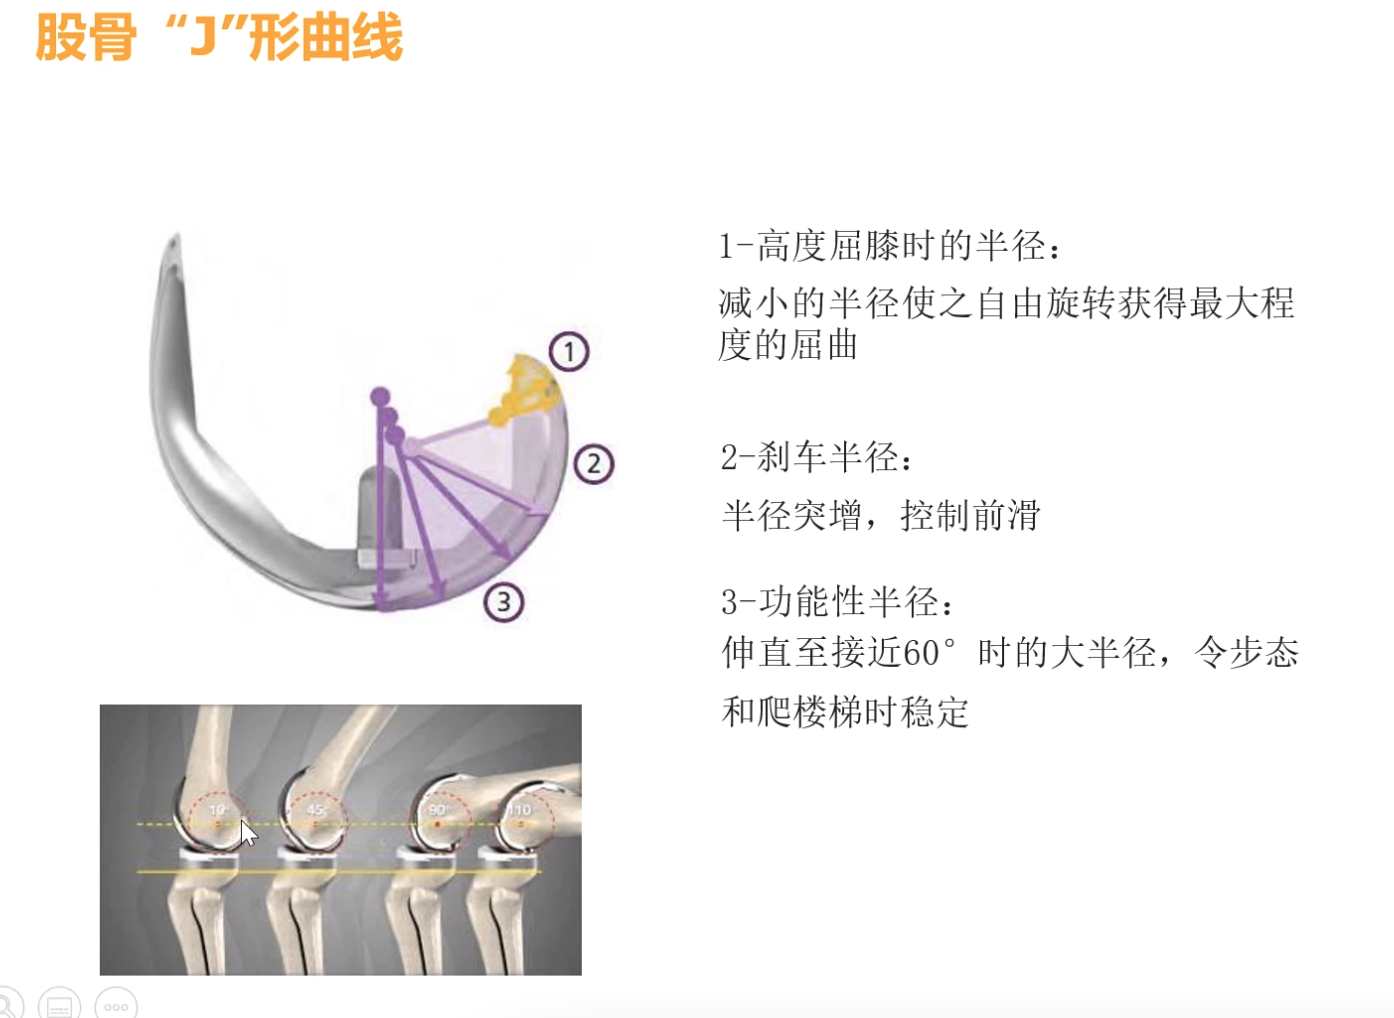 股骨“J”形曲线
1-高度屈膝时的半径：
减小的半径使之自由旋转获得最大程
度的屈曲
2-刹车半径：
半径突增，控制前滑
3-功能性半径：
伸直至接近60°时的大半径，令步态
和爬楼梯时稳定
1
2
3
10°
45°
90°
110°